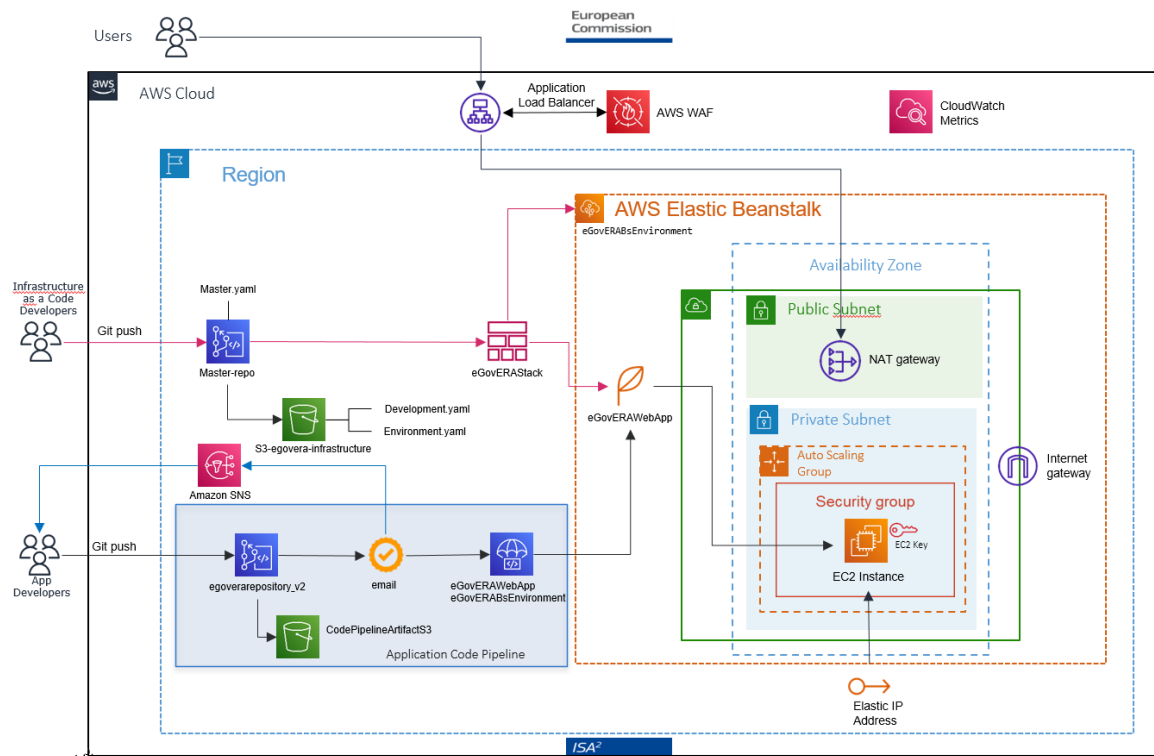 European
Commission
Users
aws
AWS Cloud
Application
Load Balancer
AWS WAF
CloudWatch
Metrics
Region
AWS Elastic Beanstalk
eGovERABsEnvironment
Availability Zone
Infrastructure
as a Code
Developers
Master.yaml
Public Subnet
Git push
NAT gateway
Master-repo
eGovERAStack
eGovERAWebApp
Development.yaml
Environment.yaml
S3-egovera-infrastructure
Private Subnet
Auto Scaling
Group
Internet
gateway
Amazon SNS
Security group
EC2 Key
EC2 Instance
Git push
App
Developers
egoverarepository_v2
email
eGovERAWebApp
eGovERABsEnvironment
CodePipelineArtifactS3
Application Code Pipeline
Elastic IP
Address
ISA²